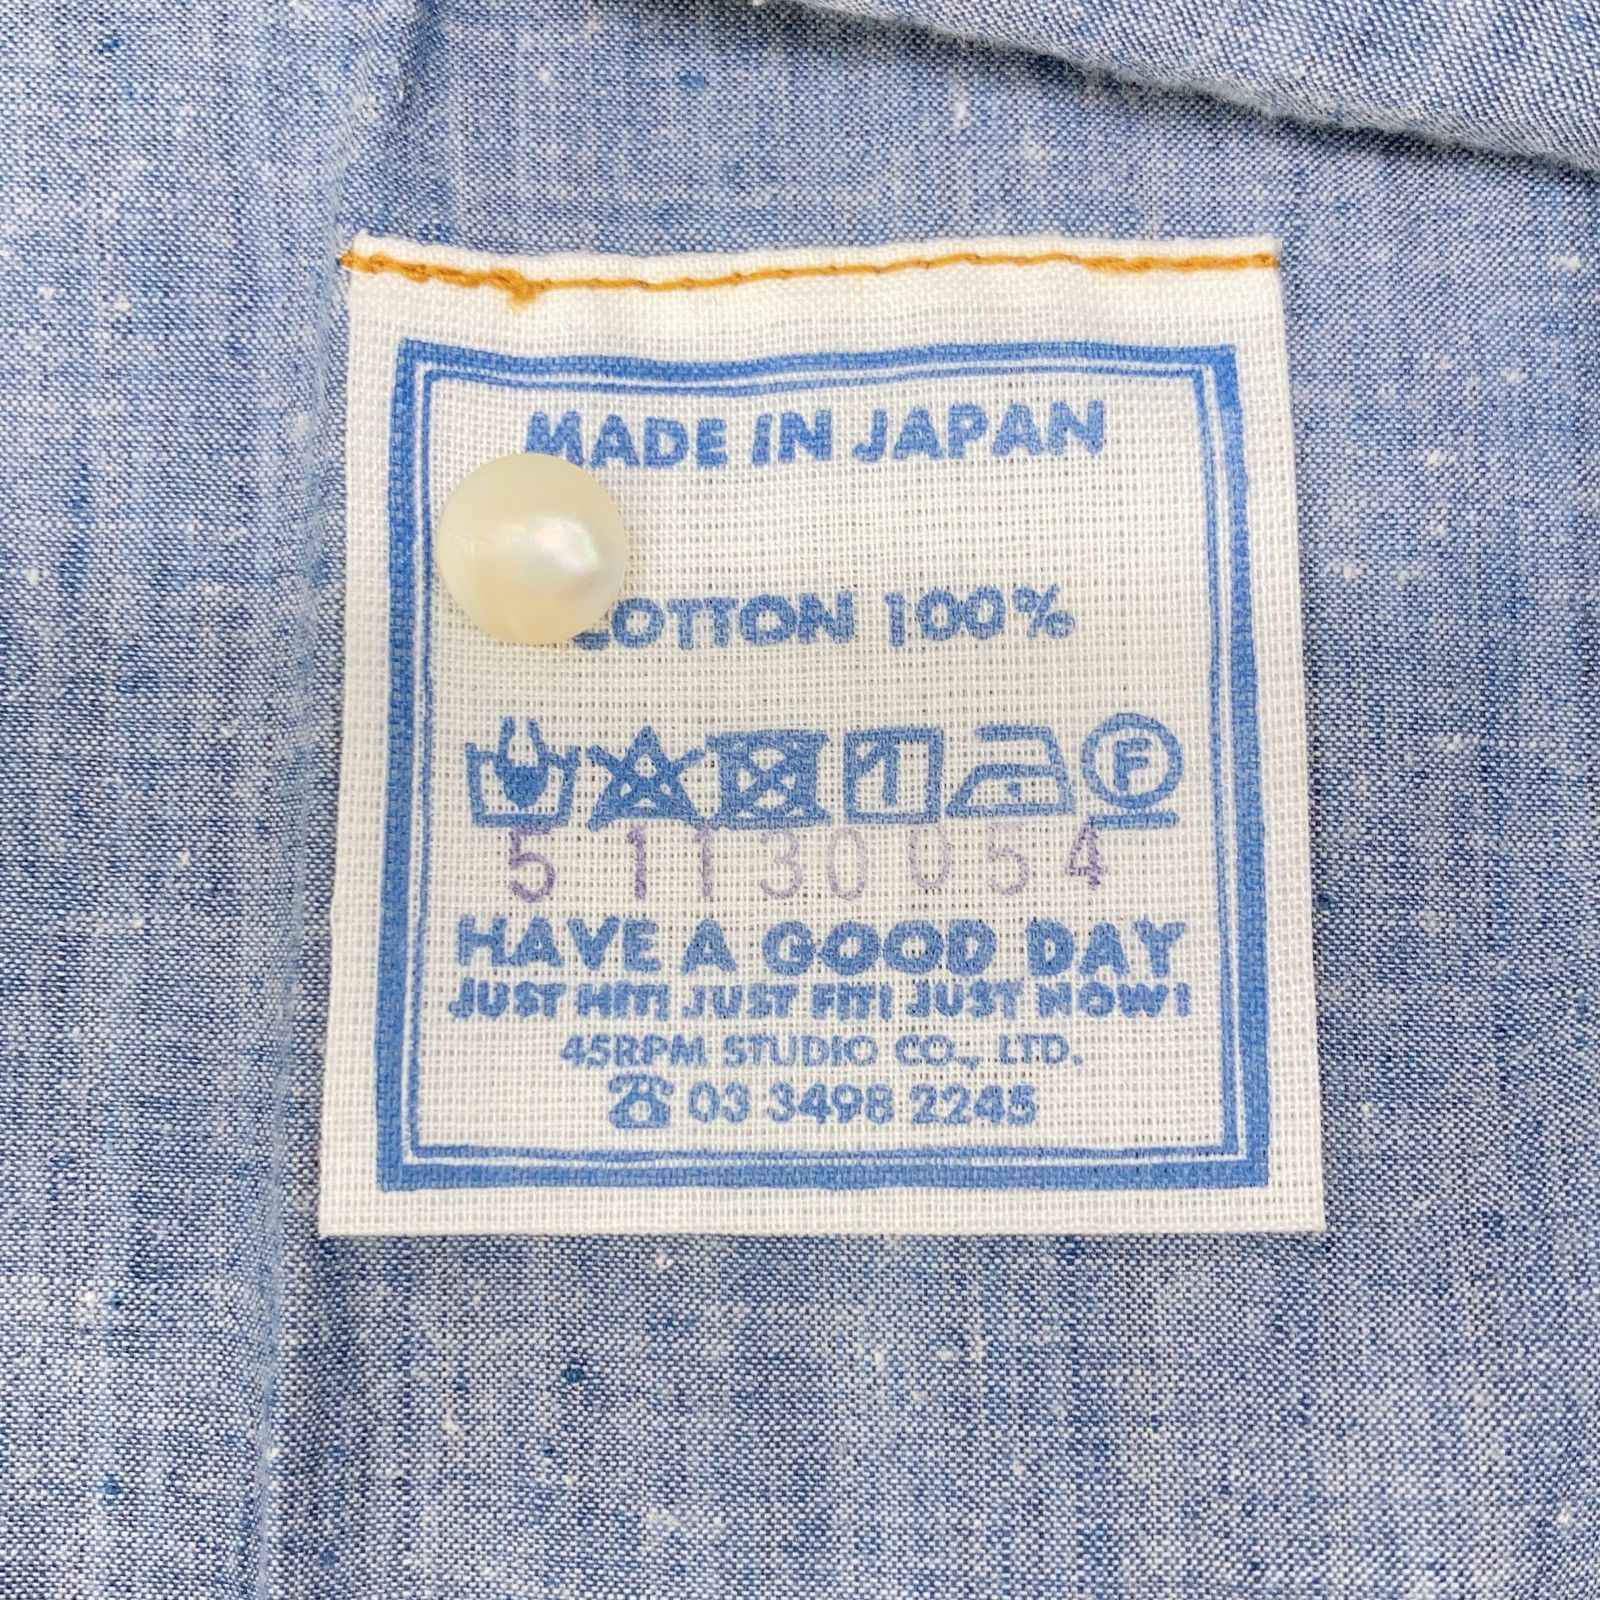 MADE IN JAPAN
COTTON 100%
1 F
5 1130054
HAVE A GOOD DAY
JUST HIT! JUST FIT! JUST NOW!
45RPM STUDIO CO., LTD.
☎ 03 3498 2245